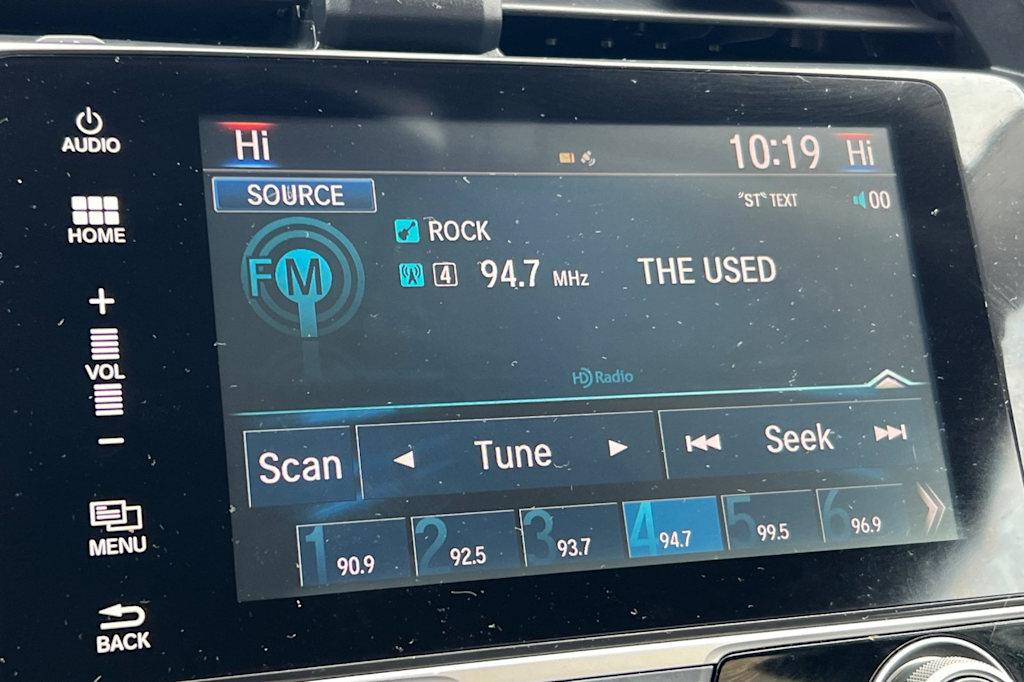 AUDIO
HOME
VOL
MENU
BACK
Hi 10:19 Hi
SOURCE "ST" TEXT 00
FM
ROCK
4 94.7 MHz THE USED
HD Radio
Scan Tune Seek
1 90.9 2 92.5 3 93.7 4 94.7 5 99.5 6 96.9